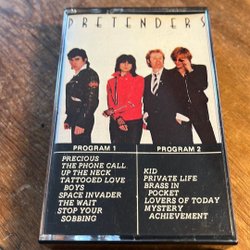 PRETENDERS
PROGRAM 1
PRECIOUS
THE PHONE CALL
UP THE NECK
TATTOOED LOVE
BOYS
SPACE INVADER
THE WAIT
STOP YOUR
SOBBING
PROGRAM 2
KID
PRIVATE LIFE
BRASS IN
POCKET
LOVERS OF TODAY
MYSTERY
ACHIEVEMENT